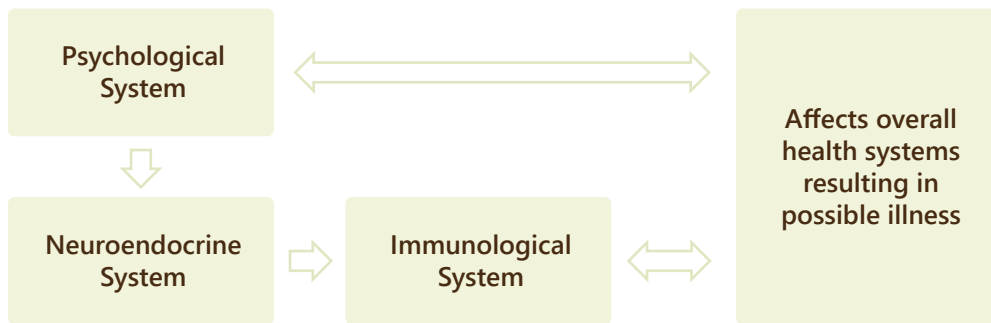 Psychological
System
Affects overall
health systems
resulting in
possible illness
Neuroendocrine
System
Immunological
System